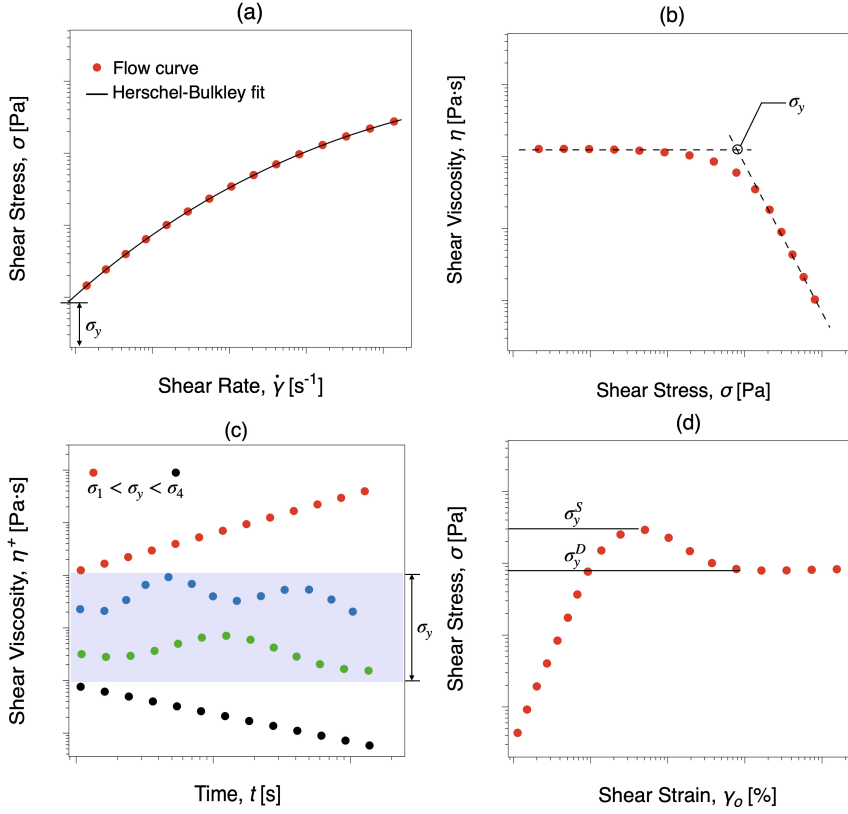 (a)
Shear Stress, σ [Pa]
Flow curve
Herschel-Bulkley fit
σy
Shear Rate, γ̇ [s-1]
(b)
Shear Viscosity, η [Pa·s]
σy
Shear Stress, σ [Pa]
(c)
Shear Viscosity, η+ [Pa·s]
σ1 < σy < σ4
σy
Time, t [s]
(d)
Shear Stress, σ [Pa]
σyS
σyD
Shear Strain, γo [%]